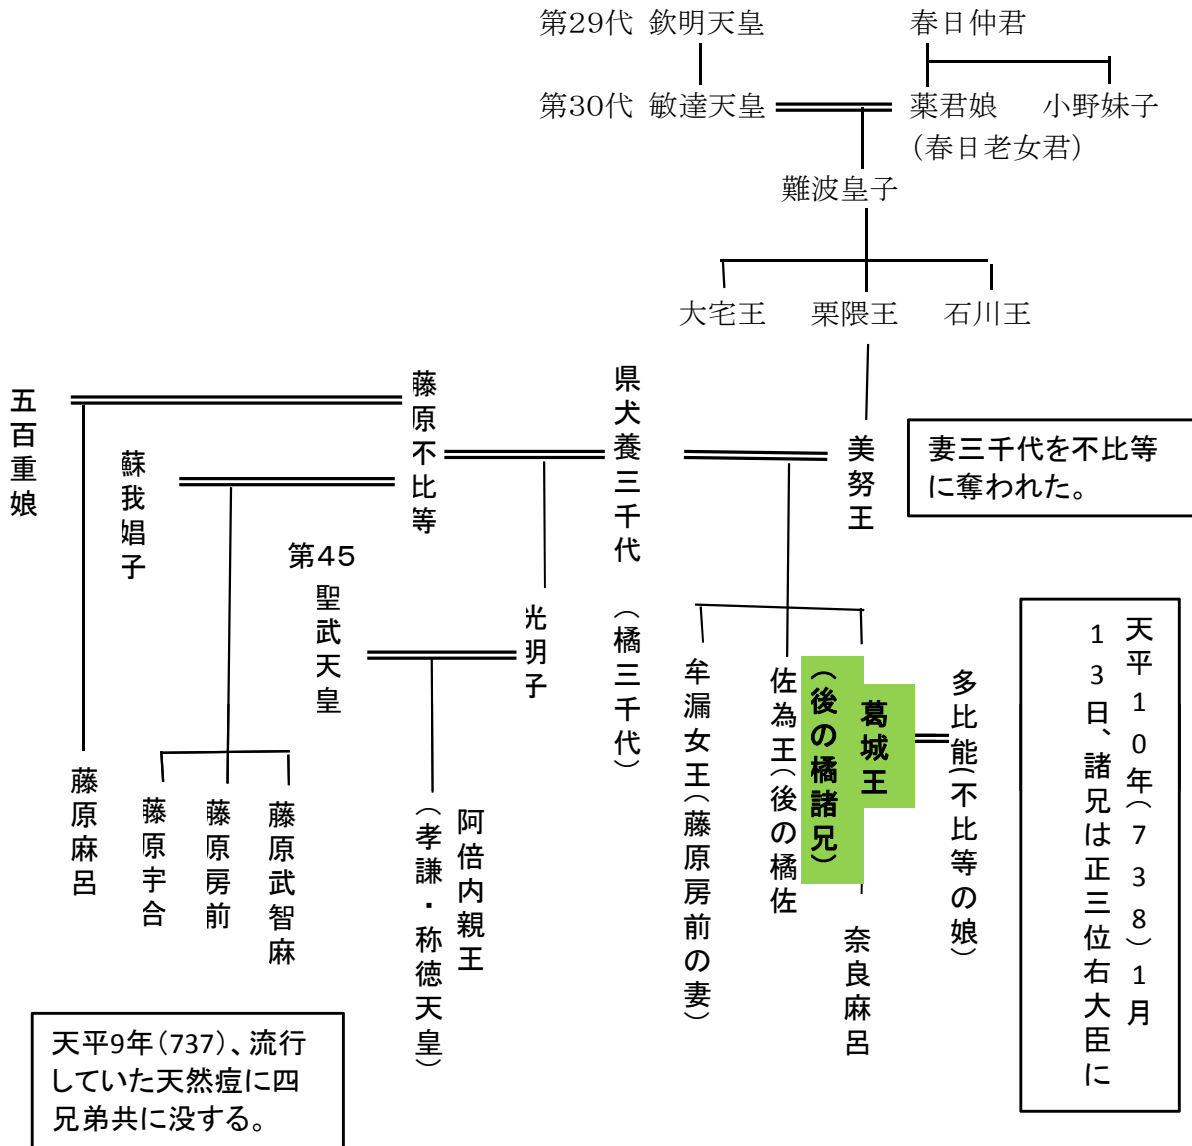 第29代 欽明天皇
春日仲君
第30代 敏達天皇
薬君娘
小野妹子
（春日老女君）
難波皇子
大宅王
栗隈王
石川王
五百重娘
蘇我娼子
藤原不比等
県犬養三千代 （橘三千代）
美努王
妻三千代を不比等
に奪われた。
第45
聖武天皇
光明子
牟漏女王（藤原房前の妻）
佐為王（後の橘佐
葛城王
（後の橘諸兄）
多比能（不比等の娘）
天平10年（738）1月
13日、諸兄は正三位右大臣に
藤原麻呂
藤原宇合
藤原房前
藤原武智麻
阿倍内親王
（孝謙・称徳天皇）
奈良麻呂
天平9年（737）、流行
していた天然痘に四
兄弟共に没する。